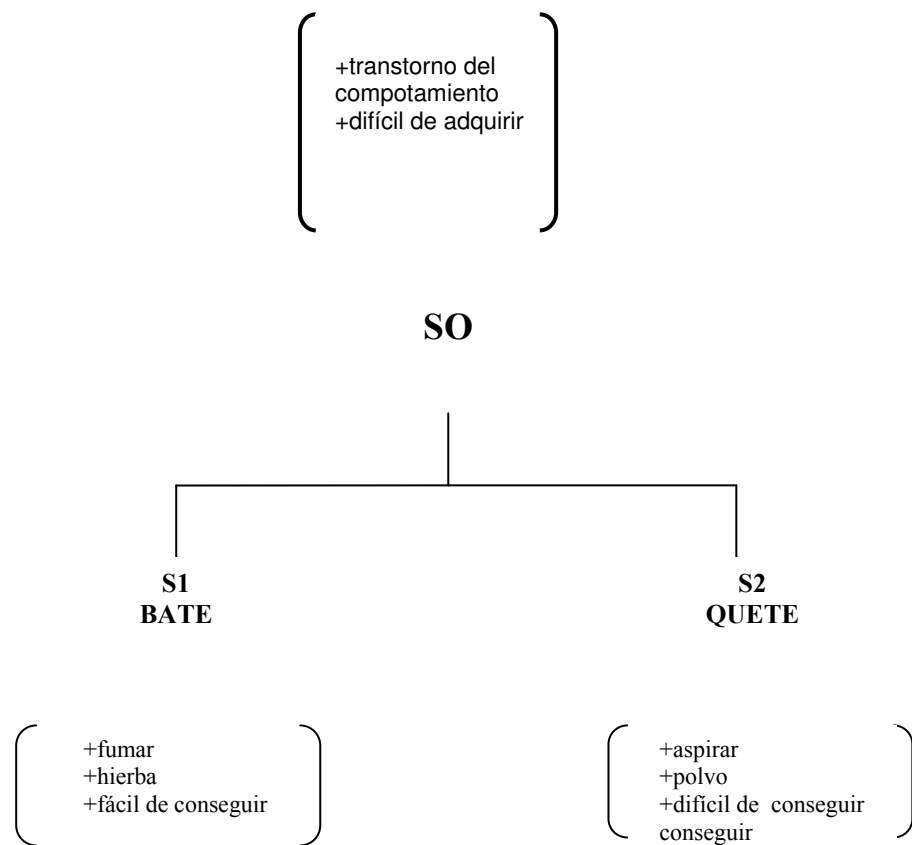 +transtorno del
compotamiento
+difícil de adquirir
SO
S1
BATE
S2
QUETE
+fumar
+hierba
+fácil de conseguir
+aspirar
+polvo
+difícil de conseguir
conseguir